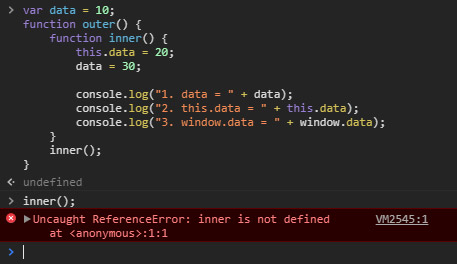 var data = 10;
function outer() {
    function inner() {
        this.data = 20;
        data = 30;

        console.log("1. data = " + data);
        console.log("2. this.data = " + this.data);
        console.log("3. window.data = " + window.data);
    }
    inner();
}
undefined
inner();
Uncaught ReferenceError: inner is not defined VM2545:1
    at <anonymous>:1:1